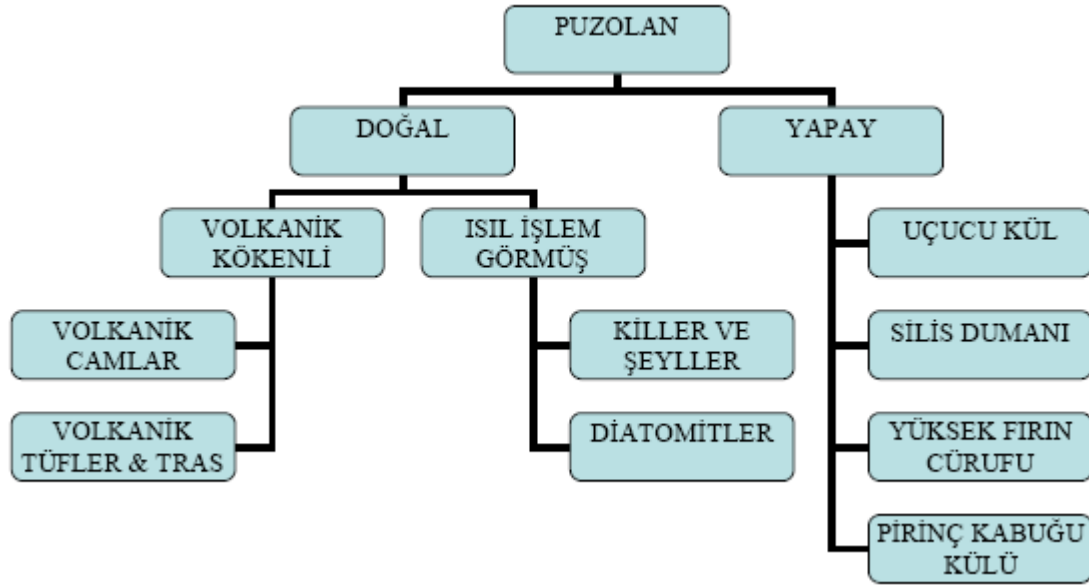 PUZOLAN
DOĞAL
YAPAY
VOLKANİK
KÖKENLİ
ISIL İŞLEM
GÖRMÜŞ
UÇUCU KÜL
VOLKANİK
CAMLAR
KİLLER VE
ŞEYLLER
SİLİS DUMANI
VOLKANİK
TÜFLER & TRAS
DİATOMİTLER
YÜKSEK FIRIN
CÜRUFU
PİRİNÇ KABUĞU
KÜLÜ